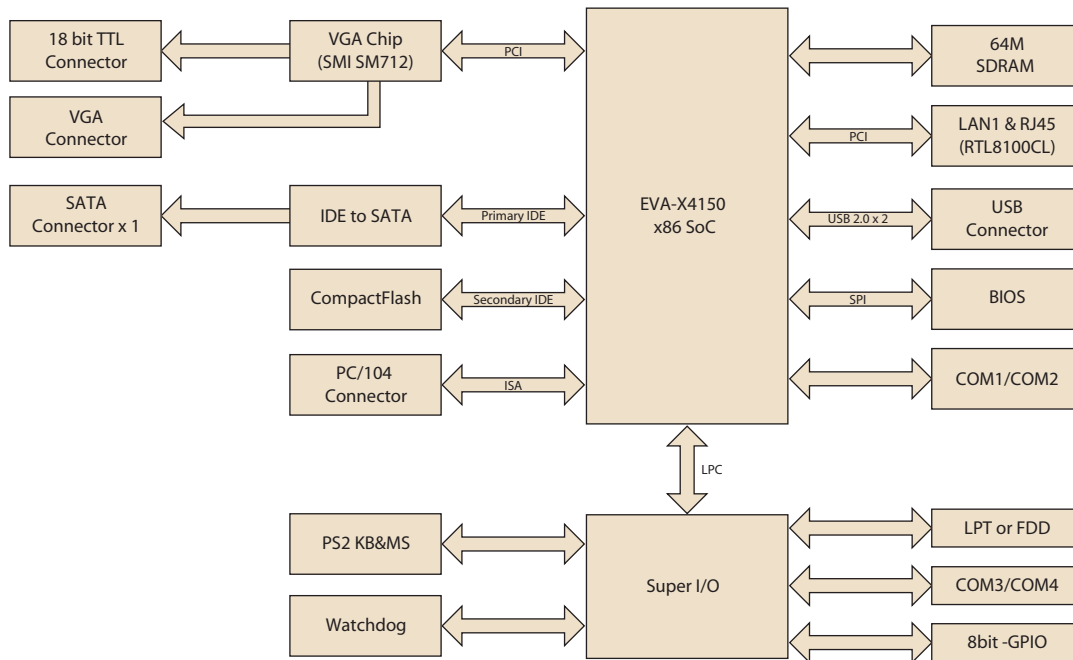 18 bit TTL
Connector
VGA Chip
(SMI SM712)
PCI
64M
SDRAM
VGA
Connector
PCI
LAN1 & RJ45
(RTL8100CL)
SATA
Connector x 1
IDE to SATA
Primary IDE
EVA-X4150
x86 SoC
USB 2.0 x 2
USB
Connector
CompactFlash
Secondary IDE
SPI
BIOS
PC/104
Connector
ISA
COM1/COM2
LPC
PS2 KB&MS
Super I/O
LPT or FDD
COM3/COM4
Watchdog
8bit -GPIO